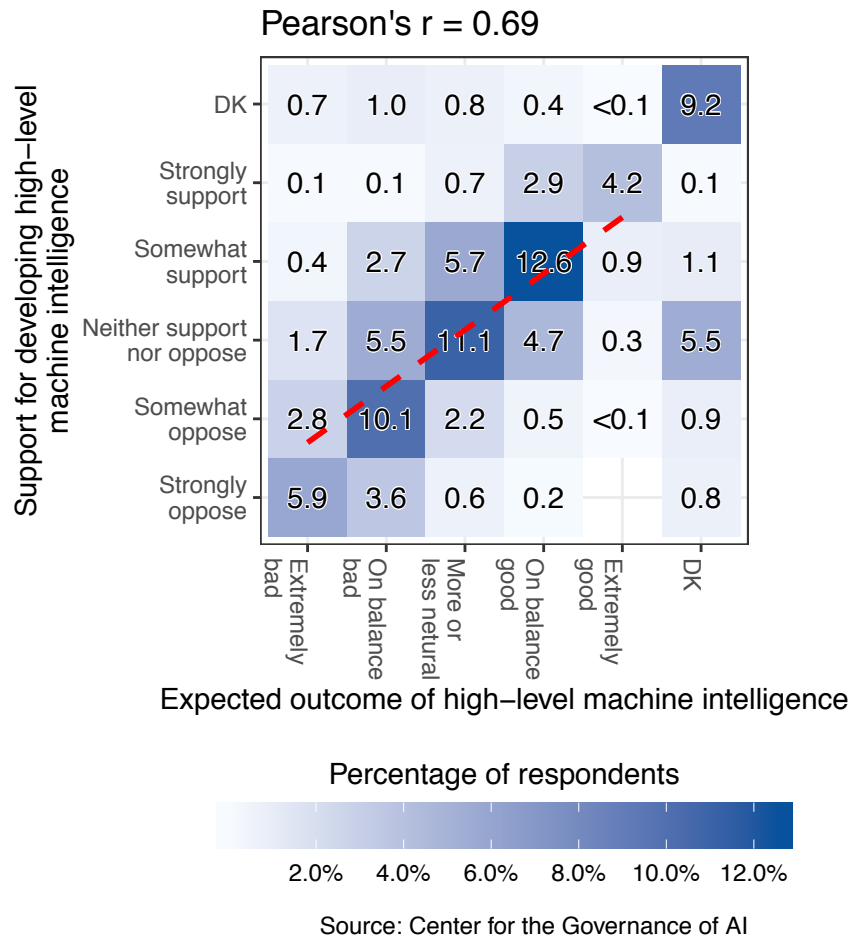 Pearson's r = 0.69
Support for developing high−level
machine intelligence
DK
0.7 1.0 0.8 0.4 <0.1 9.2
Strongly
support
0.1 0.1 0.7 2.9 4.2 0.1
Somewhat
support
0.4 2.7 5.7 12.6 0.9 1.1
Neither support
nor oppose
1.7 5.5 11.1 4.7 0.3 5.5
Somewhat
oppose
2.8 10.1 2.2 0.5 <0.1 0.9
Strongly
oppose
5.9 3.6 0.6 0.2 0.8
Extremely
bad
On balance
bad
More or
less netural
On balance
good
Extremely
good
DK
Expected outcome of high−level machine intelligence
Percentage of respondents
2.0% 4.0% 6.0% 8.0% 10.0% 12.0%
Source: Center for the Governance of AI